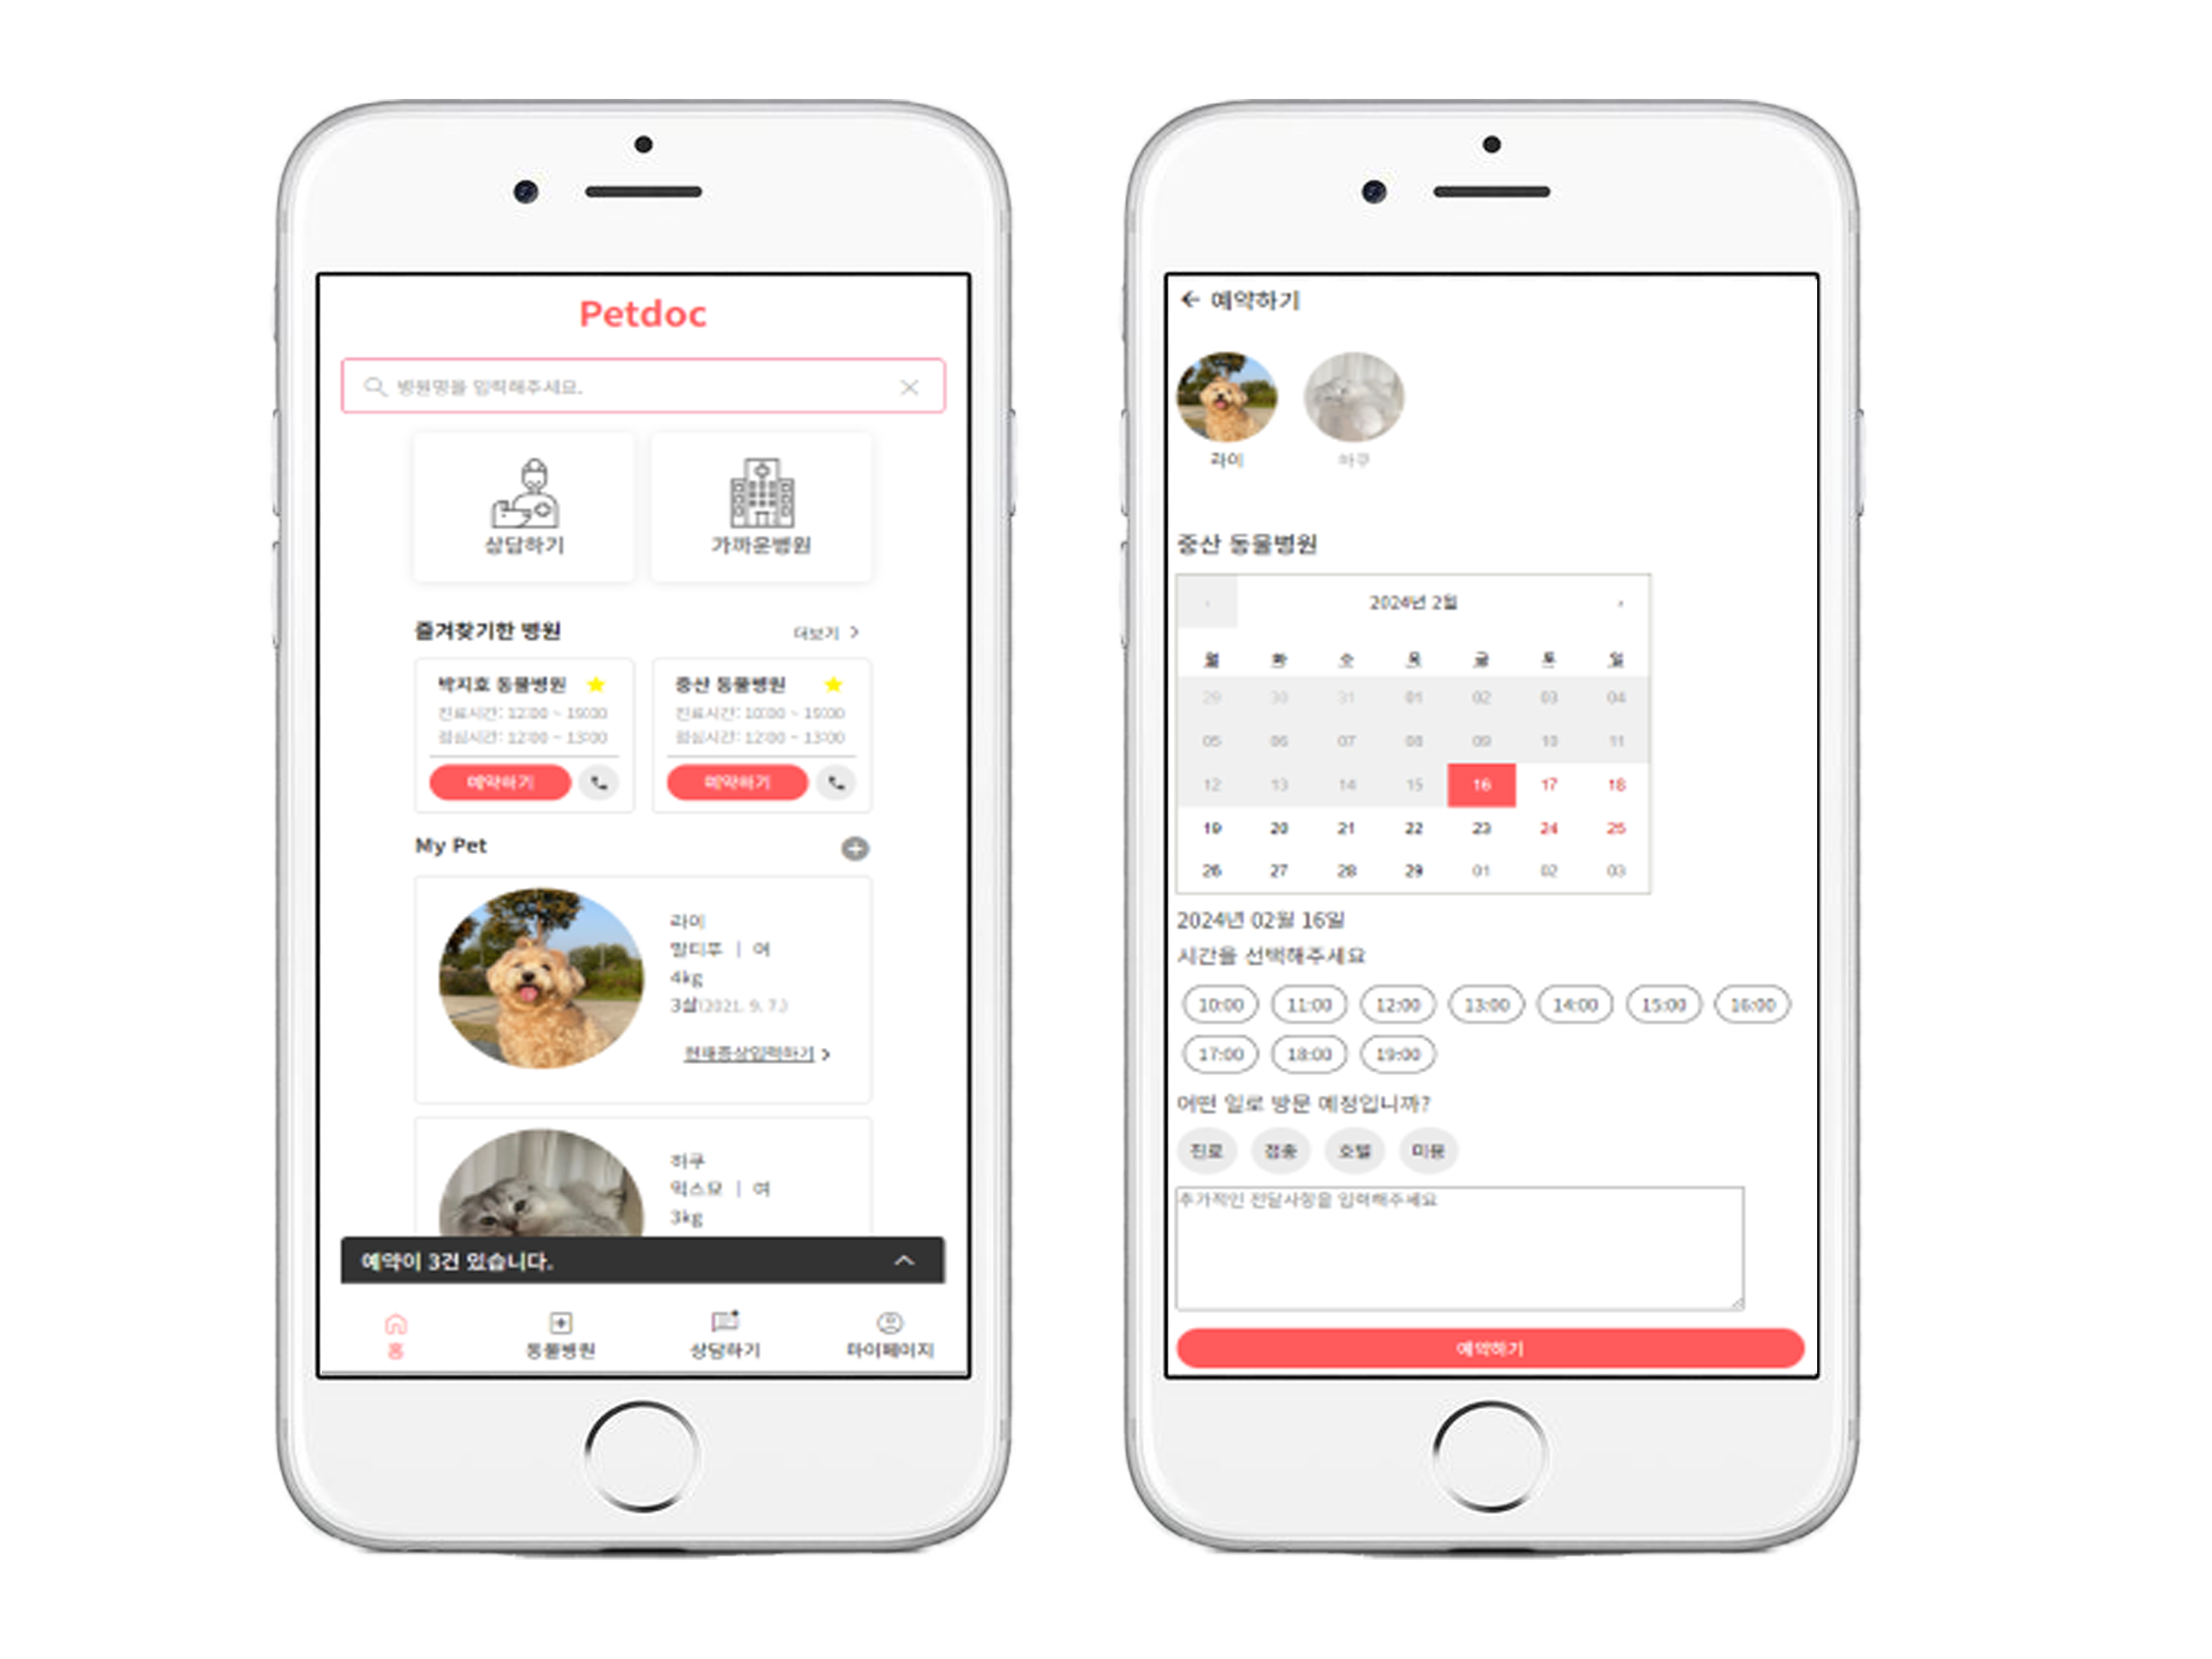 Petdoc
병원명을 입력해주세요.
상담하기
가까운병원
즐겨찾기한 병원
더보기 >
박지호 동물병원
진료시간: 12:00 ~ 19:00
점심시간: 12:00 ~ 13:00
예약하기
중산 동물병원
진료시간: 10:00 ~ 19:00
점심시간: 12:00 ~ 13:00
예약하기
My Pet
라이
말티푸 | 여
4kg
3살(2021. 9. 7.)
현재증상입력하기 >
하쿠
믹스묘 | 여
3kg
예약이 3건 있습니다.
홈
동물병원
상담하기
마이페이지
← 예약하기
라이
하쿠
중산 동물병원
‹ 2024년 2월 ›
월 화 수 목 금 토 일
29 30 31 01 02 03 04
05 06 07 08 09 10 11
12 13 14 15 16 17 18
19 20 21 22 23 24 25
26 27 28 29 01 02 03
2024년 02월 16일
시간을 선택해주세요
10:00 11:00 12:00 13:00 14:00 15:00 16:00
17:00 18:00 19:00
어떤 일로 방문 예정입니까?
진료 접종 호텔 미용
추가적인 전달사항을 입력해주세요
예약하기